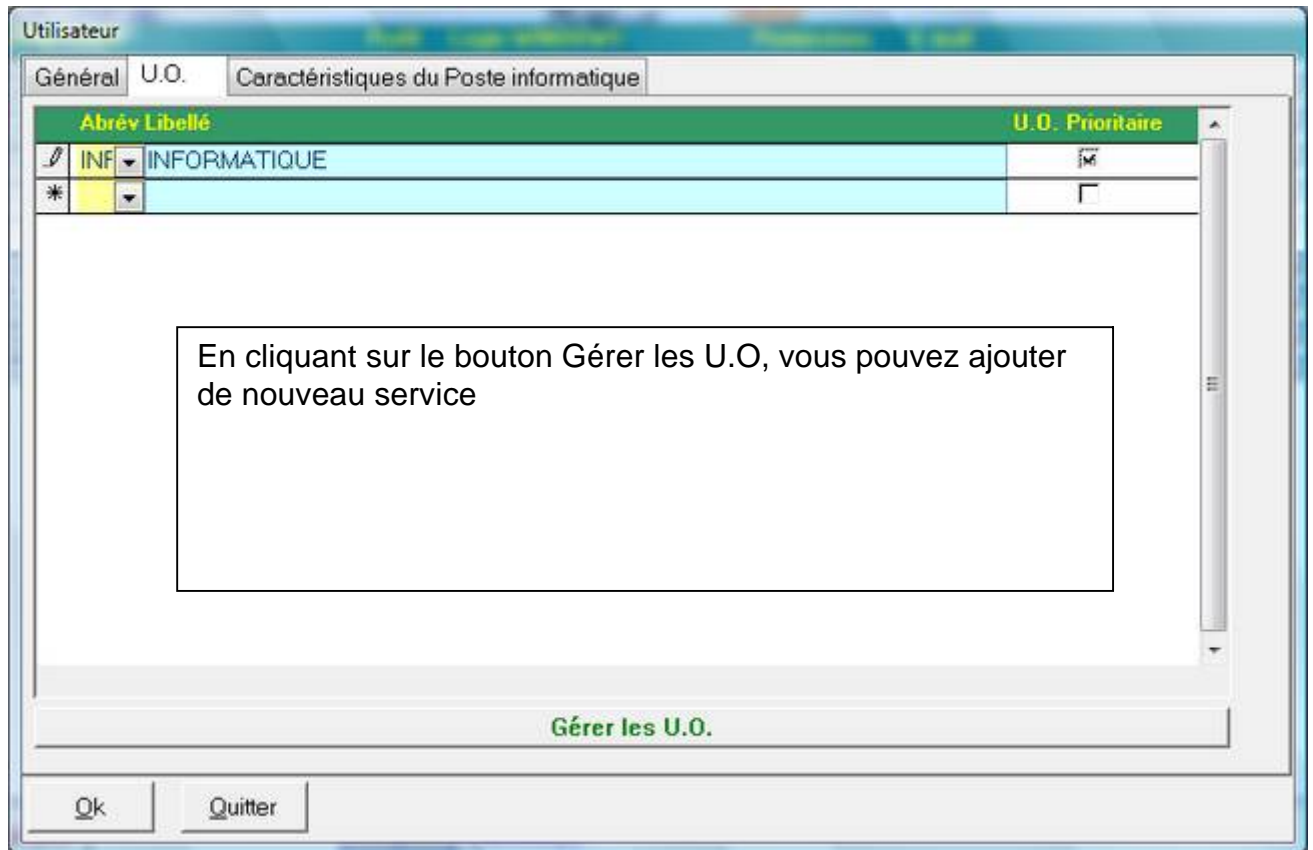 Utilisateur
Général U.O. Caractéristiques du Poste informatique
Abrév Libellé U.O. Prioritaire
INF INFORMATIQUE
En cliquant sur le bouton Gérer les U.O, vous pouvez ajouter
de nouveau service
Gérer les U.O.
Ok Quitter